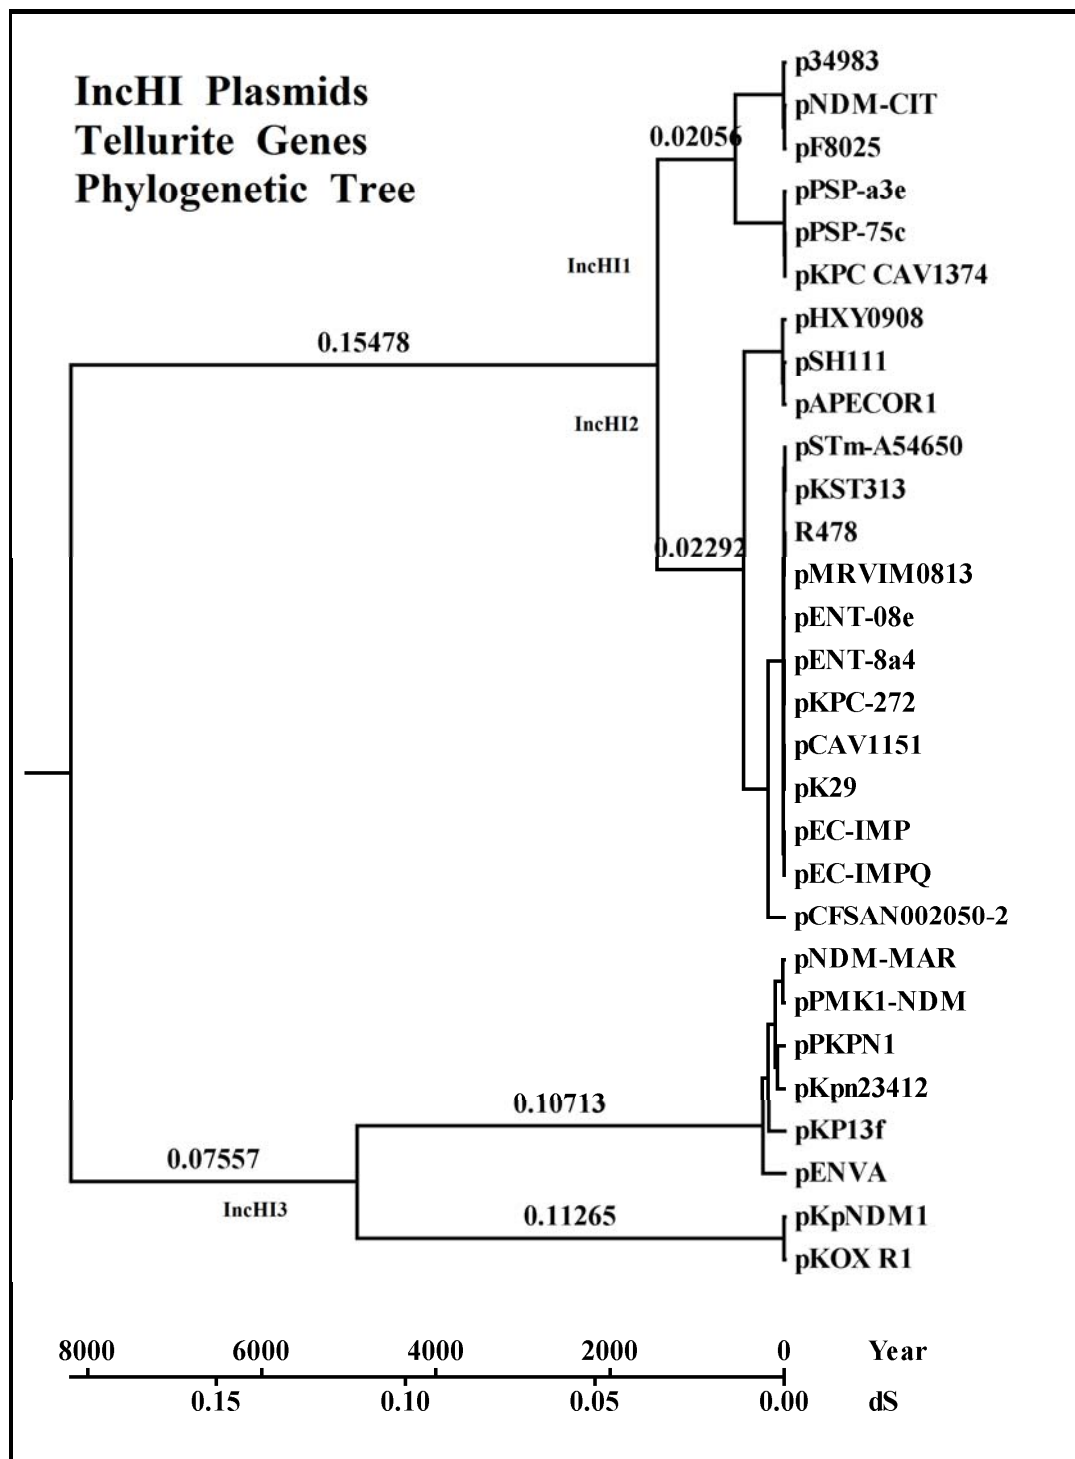 IncHI Plasmids
Tellurite Genes
Phylogenetic Tree
p34983
pNDM-CIT
0.02056
pF8025
pPSP-a3e
pPSP-75c
IncHI1
pKPC CAV1374
pHXY0908
0.15478
pSH111
pAPECOR1
IncHI2
pSTm-A54650
pKST313
R478
0.02292
pMRVIM0813
pENT-08e
pENT-8a4
pKPC-272
pCAV1151
pK29
pEC-IMP
pEC-IMPQ
pCFSAN002050-2
pNDM-MAR
pPMK1-NDM
pPKPN1
pKpn23412
0.10713
pKP13f
0.07557
pENVA
IncHI3
0.11265
pKpNDM1
pKOX R1
8000 6000 4000 2000 0 Year
0.15 0.10 0.05 0.00 dS